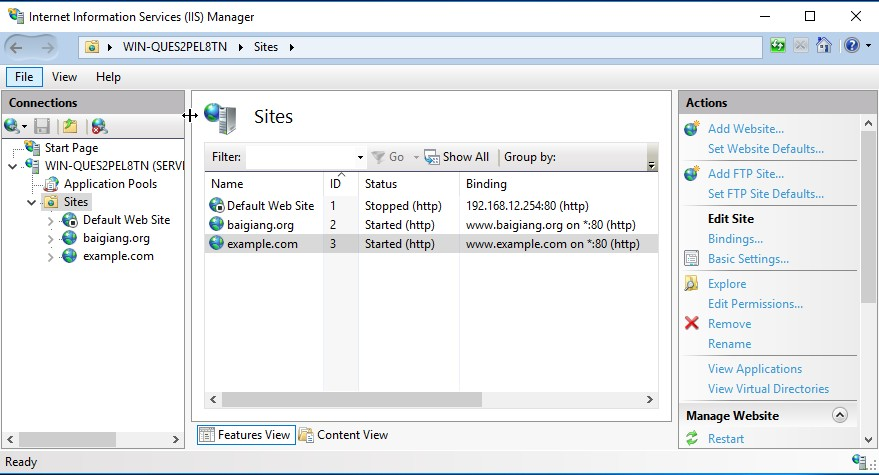 Internet Information Services (IIS) Manager
WIN-QUES2PEL8TN Sites
File View Help
Connections
Start Page
WIN-QUES2PEL8TN (SERVI
Application Pools
Sites
Default Web Site
baigiang.org
example.com
Sites
Filter: Go Show All Group by:
Name ID Status Binding
Default Web Site 1 Stopped (http) 192.168.12.254:80 (http)
baigiang.org 2 Started (http) www.baigiang.org on *:80 (http)
example.com 3 Started (http) www.example.com on *:80 (http)
Features View Content View
Actions
Add Website...
Set Website Defaults...
Add FTP Site...
Set FTP Site Defaults...
Edit Site
Bindings...
Basic Settings...
Explore
Edit Permissions...
Remove
Rename
View Applications
View Virtual Directories
Manage Website
Restart
Ready